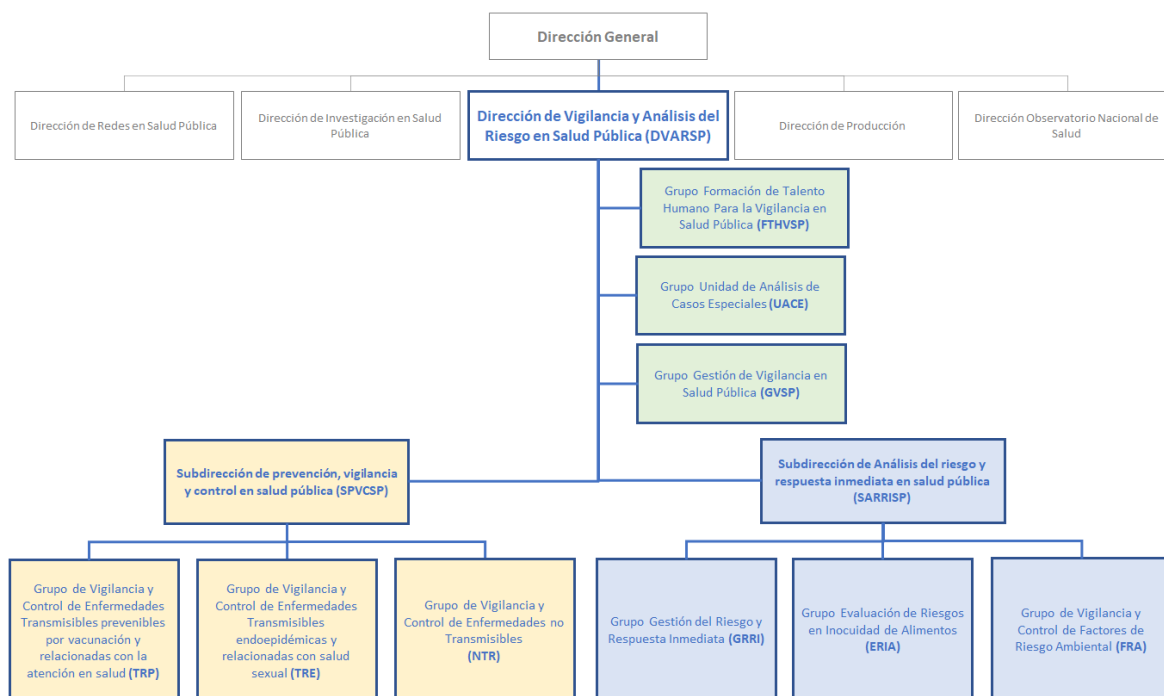 Dirección General
Dirección de Redes en Salud Pública
Dirección de Investigación en Salud
Pública
Dirección de Vigilancia y Análisis del
Riesgo en Salud Pública (DVARSP)
Dirección de Producción
Dirección Observatorio Nacional de
Salud
Grupo Formación de Talento
Humano Para la Vigilancia en
Salud Pública (FTHVSP)
Grupo Unidad de Análisis de
Casos Especiales (UACE)
Grupo Gestión de Vigilancia en
Salud Pública (GVSP)
Subdirección de prevención, vigilancia
y control en salud pública (SPVCSP)
Subdirección de Análisis del riesgo y
respuesta inmediata en salud pública
(SARRISP)
Grupo de Vigilancia y
Control de Enfermedades
Transmisibles prevenibles
por vacunación y
relacionadas con la
atención en salud (TRP)
Grupo de Vigilancia y
Control de Enfermedades
Transmisibles
endoepidémicas y
relacionadas con salud
sexual (TRE)
Grupo de Vigilancia y
Control de Enfermedades no
Transmisibles
(NTR)
Grupo Gestión del Riesgo y
Respuesta Inmediata (GRRI)
Grupo Evaluación de Riesgos
en Inocuidad de Alimentos
(ERIA)
Grupo de Vigilancia y
Control de Factores de
Riesgo Ambiental (FRA)